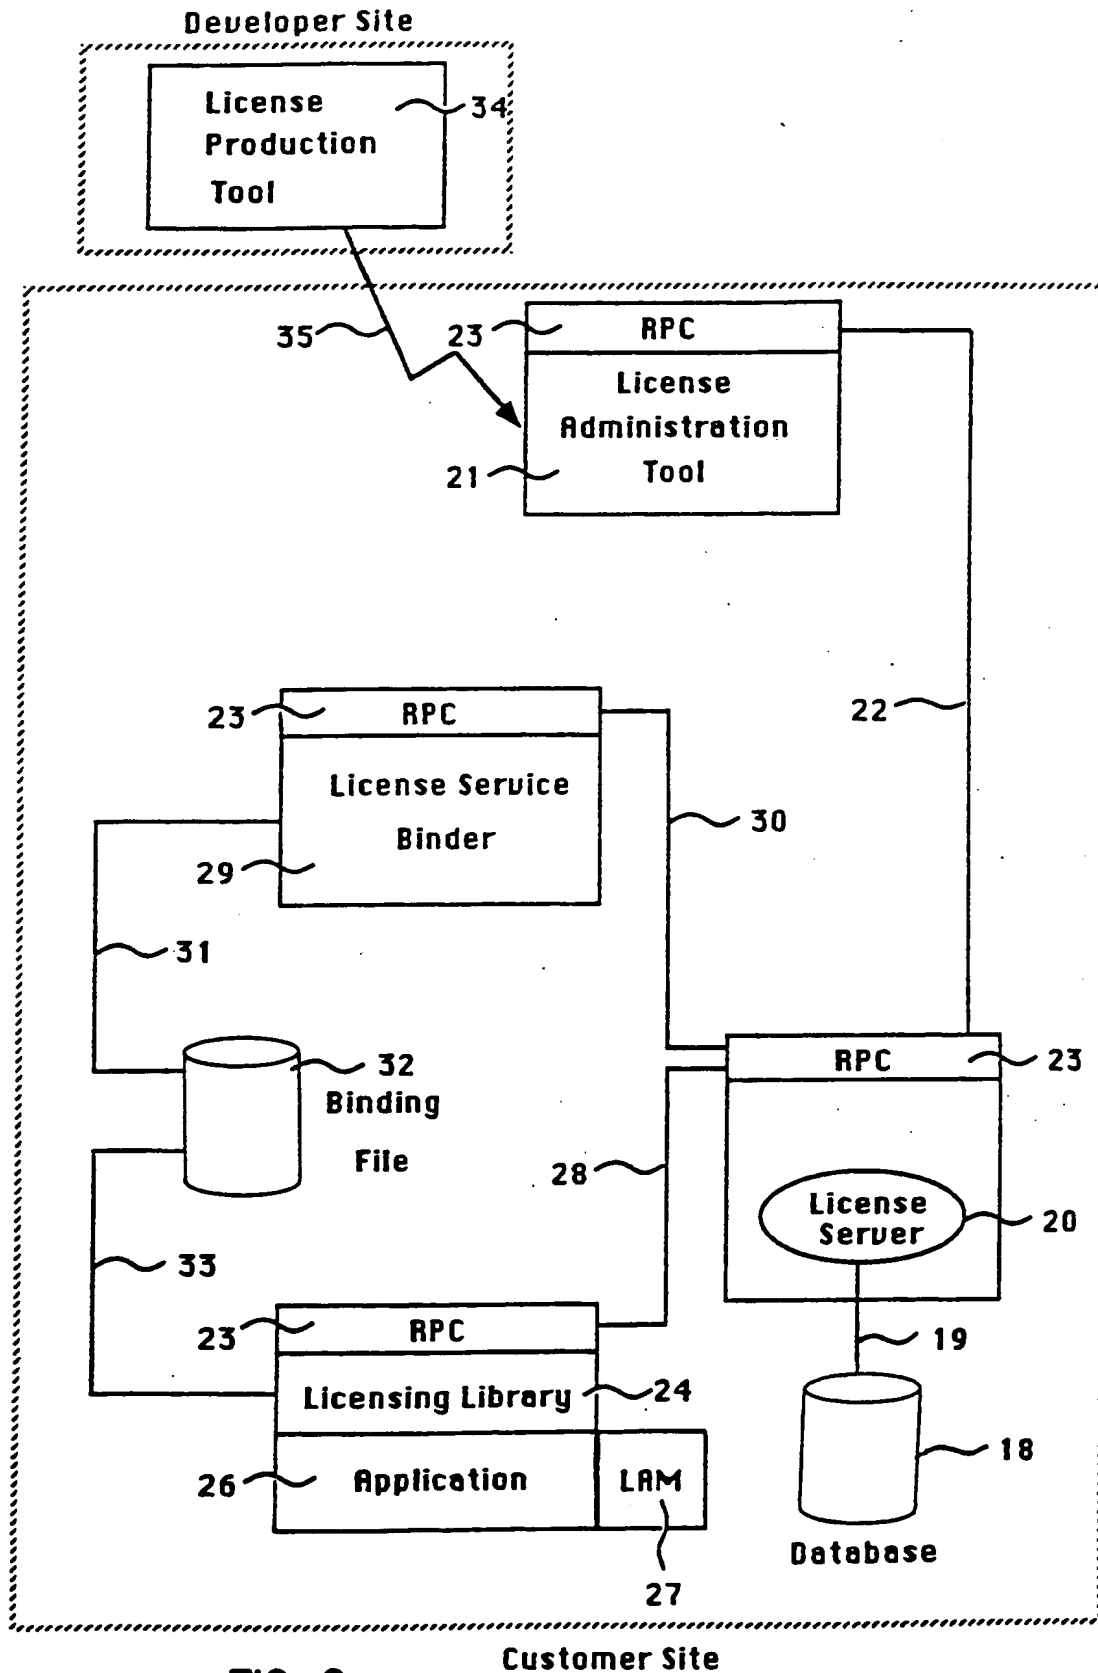 Developer Site
License
Production
Tool
34
35
23
RPC
License
Administration
Tool
21
23
RPC
22
License Service
Binder
29
30
31
32
Binding
File
RPC
23
28
License
Server
20
33
23
RPC
19
Licensing Library
24
18
26
Application
LAM
Database
27
Customer Site